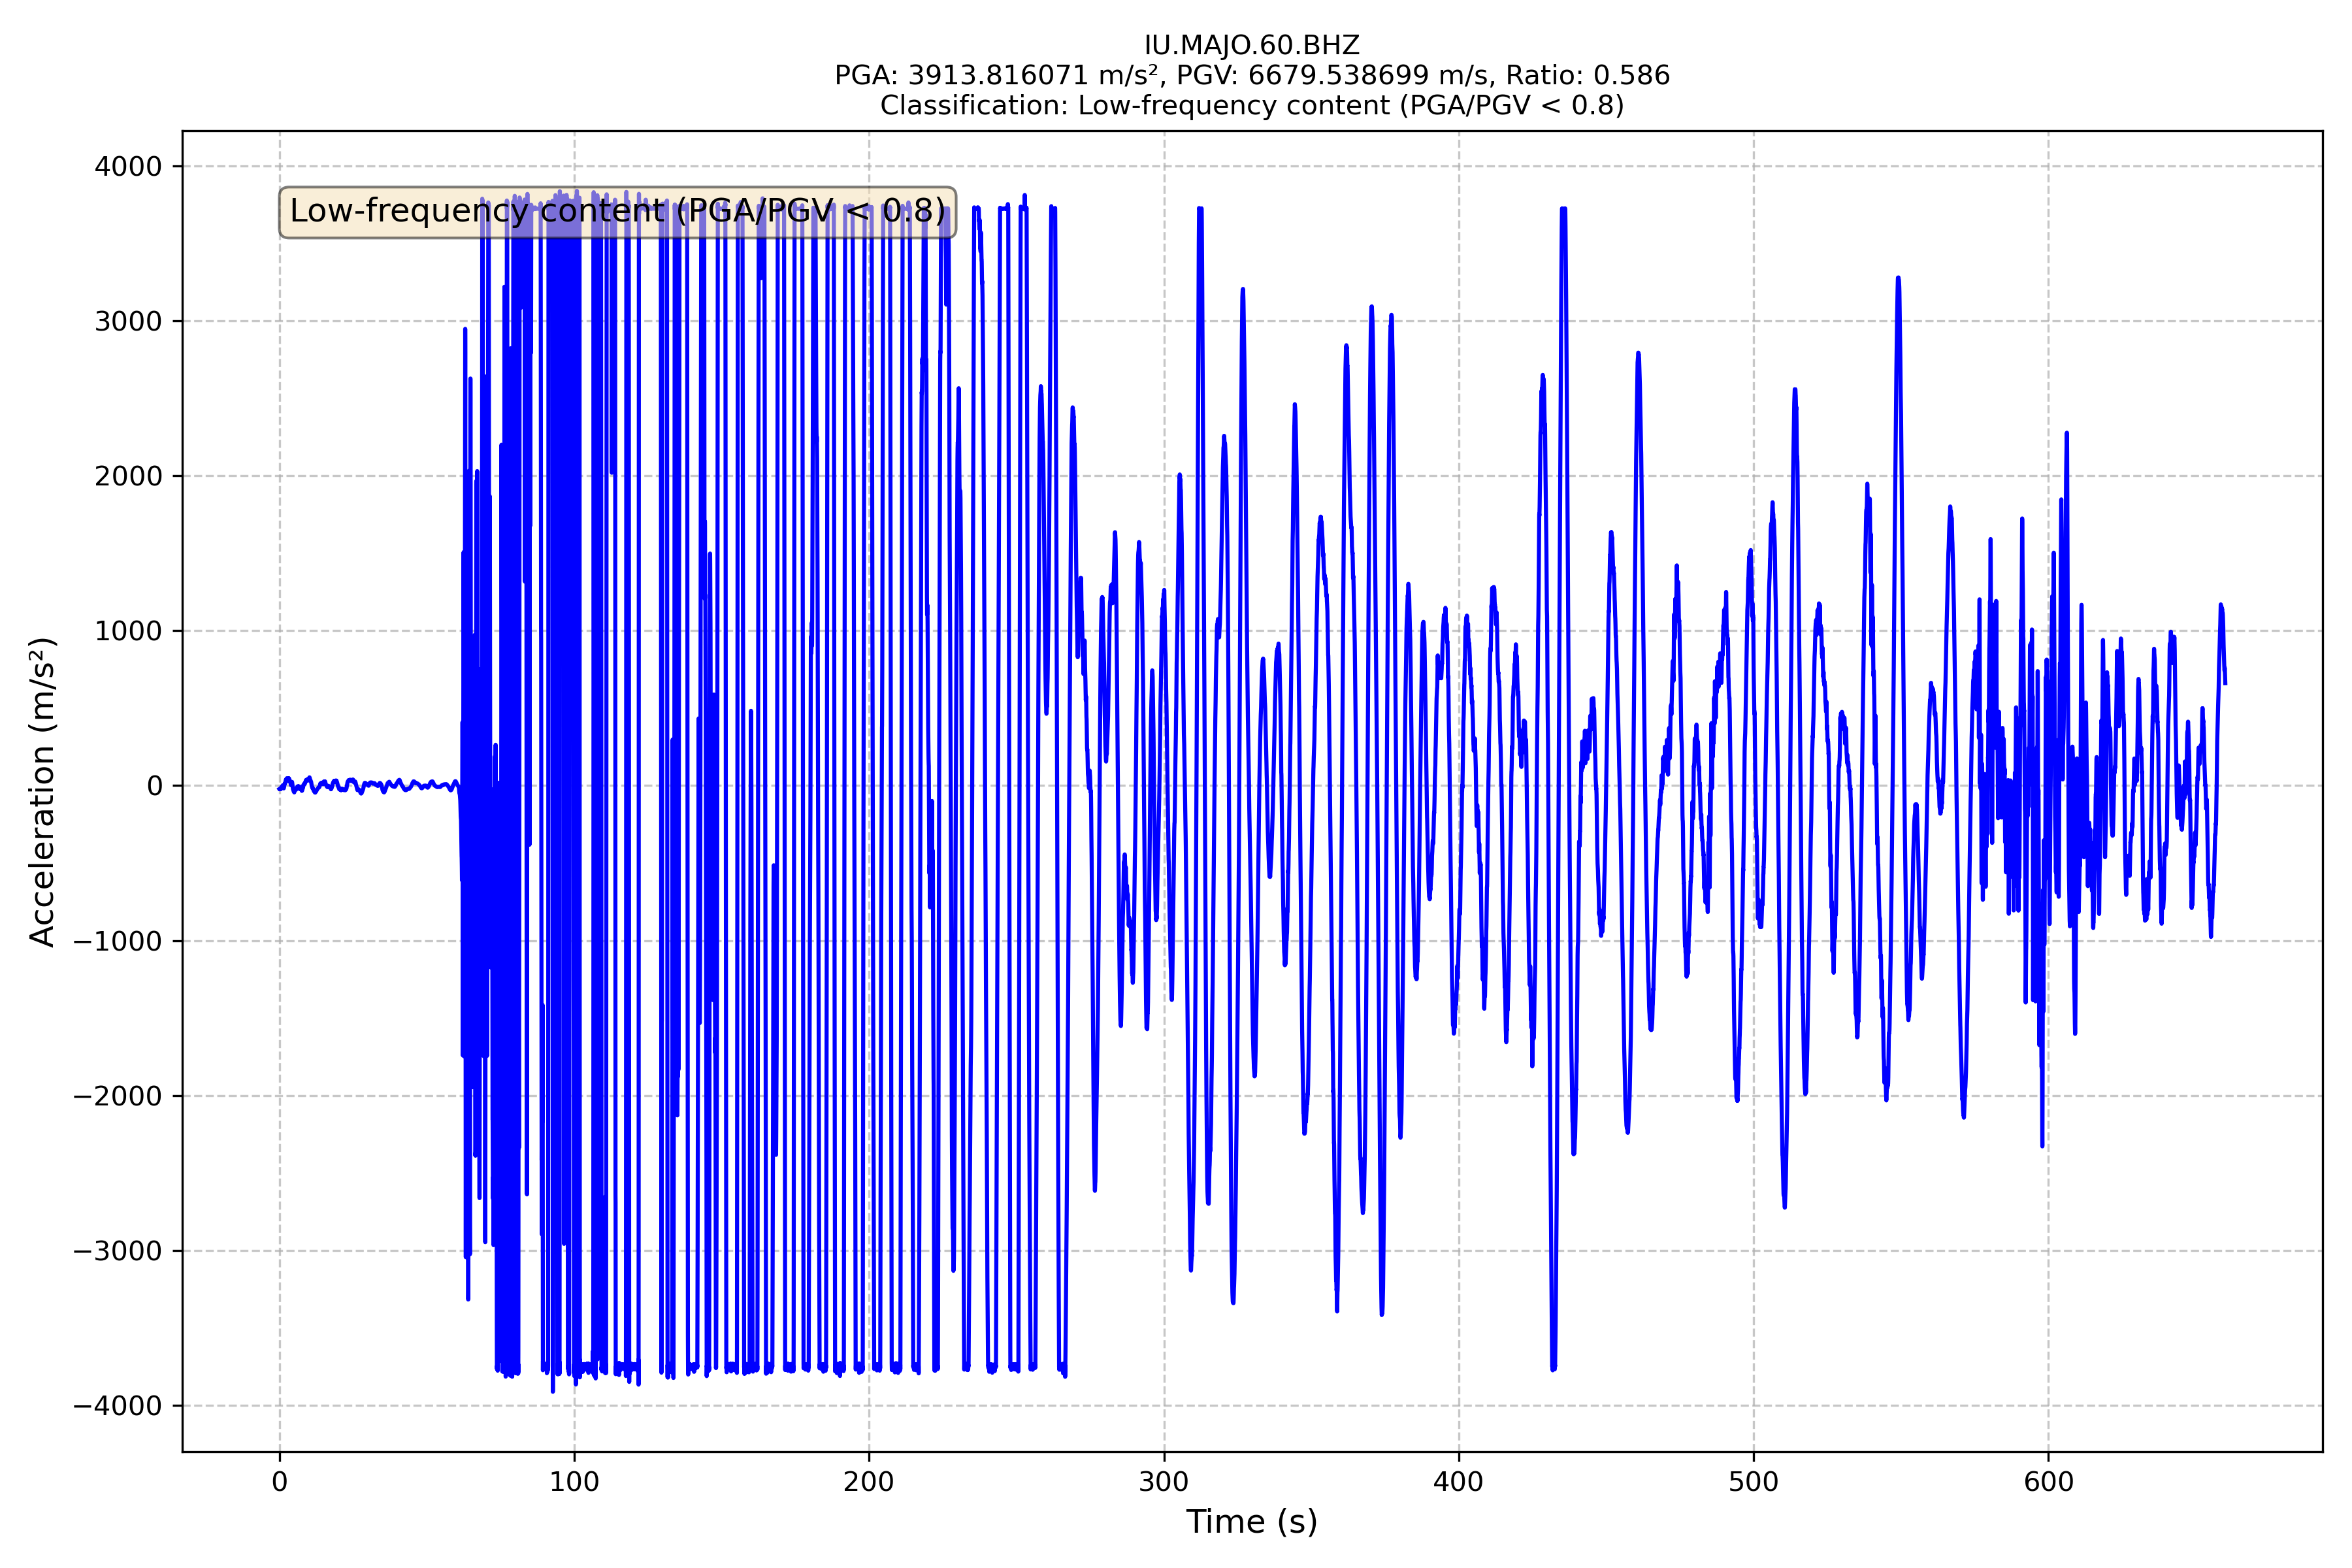 IU.MAJO.60.BHZ
PGA: 3913.816071 m/s², PGV: 6679.538699 m/s, Ratio: 0.586
Classification: Low-frequency content (PGA/PGV < 0.8)
Low-frequency content (PGA/PGV < 0.8)
4000
3000
2000
1000
0
−1000
−2000
−3000
−4000
Acceleration (m/s²)
0 100 200 300 400 500 600
Time (s)